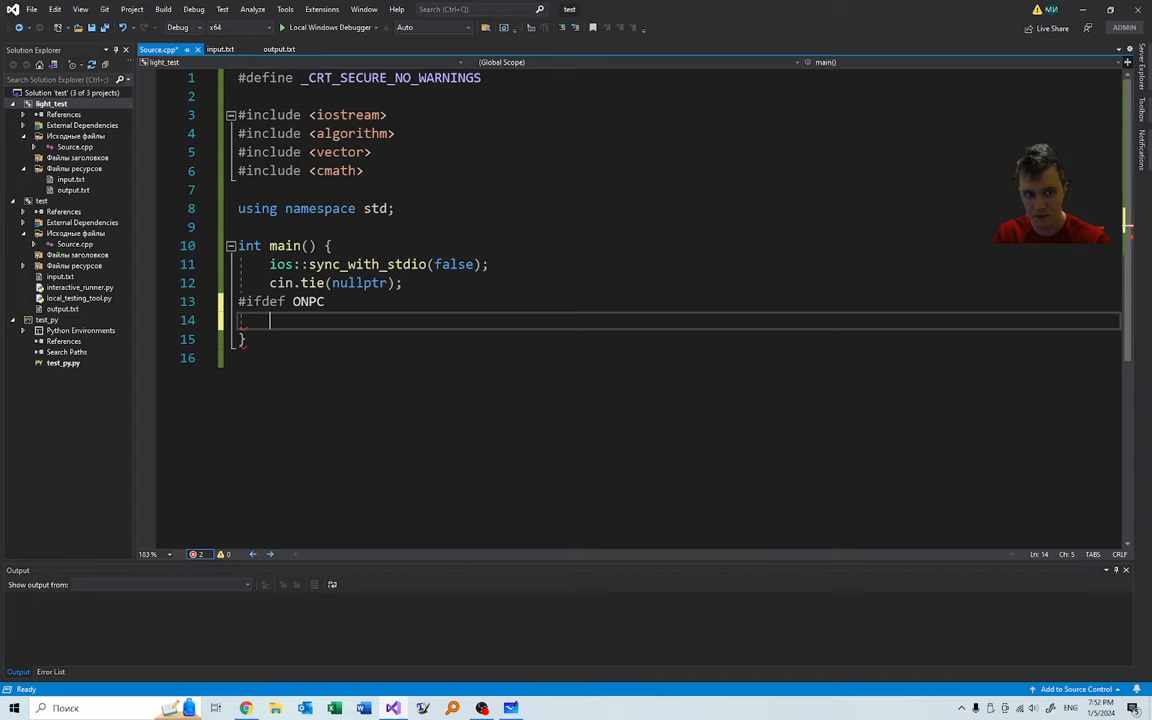 File Edit View Git Project Build Debug Test Analyze Tools Extensions Window Help Search (Ctrl+Q) test МИ
Debug x64 Local Windows Debugger Auto Live Share ADMIN
Solution Explorer
Search Solution Explorer (Ctrl+;)
Solution 'test' (3 of 3 projects)
light_test
References
External Dependencies
Исходные файлы
Source.cpp
Файлы заголовков
Файлы ресурсов
input.txt
output.txt
test
References
External Dependencies
Исходные файлы
Source.cpp
Файлы ресурсов
input.txt
interactive_runner.py
local_testing_tool.py
output.txt
test_py
Python Environments
References
Search Paths
test_py.py
Source.cpp* input.txt output.txt
light_test (Global Scope) main()
1 #define _CRT_SECURE_NO_WARNINGS
2
3 #include <iostream>
4 #include <algorithm>
5 #include <vector>
6 #include <cmath>
7
8 using namespace std;
9
10 int main() {
11 ios::sync_with_stdio(false);
12 cin.tie(nullptr);
13 #ifdef ONPC
14
15 }
16
183 % 2 0 Ln: 14 Ch: 5 TABS CRLF
Output
Show output from:
Output Error List
Ready Add to Source Control
Server Explorer
Toolbox
Notifications
Поиск ENG 7:52 PM
1/5/2024